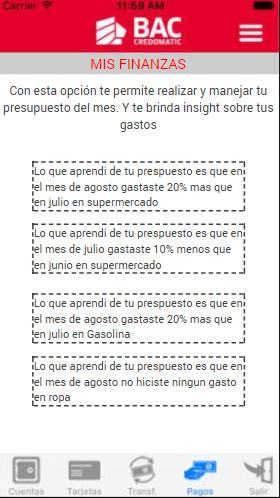 Carrier 11:59 AM
BAC
CREDOMATIC
MIS FINANZAS
Con esta opción te permite realizar y manejar tu
presupuesto del mes. Y te brinda insight sobre tus
gastos
Lo que aprendi de tu prespuesto es que en
el mes de agosto gastaste 20% mas que
en julio en supermercado
Lo que aprendi de tu prespuesto es que en
el mes de julio gastaste 10% menos que
en junio en supermercado
Lo que aprendi de tu prespuesto es que en
el mes de agosto gastaste 20% mas que
en julio en Gasolina
Lo que aprendi de tu prespuesto es que en
el mes de agosto no hiciste ningun gasto
en ropa
Cuentas Tarjetas Transf. Pagos Salir